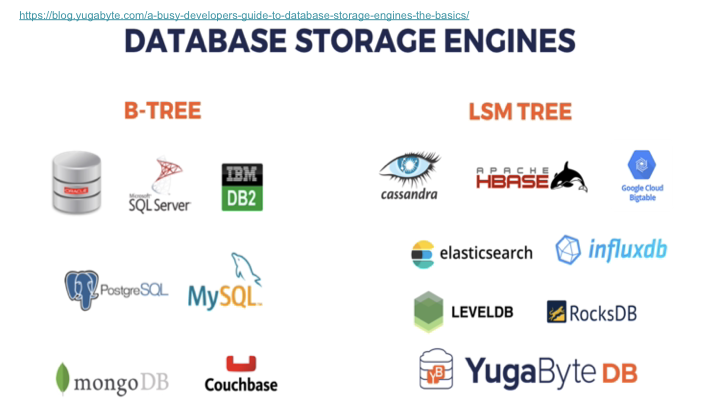 https://blog.yugabyte.com/a-busy-developers-guide-to-database-storage-engines-the-basics/
DATABASE STORAGE ENGINES
B-TREE
LSM TREE
ORACLE
Microsoft
SQL Server
IBM
DB2
cassandra
APACHE
HBASE
Google Cloud
Bigtable
PostgreSQL
MySQL
elasticsearch
influxdb
LEVELDB
RocksDB
mongoDB
Couchbase
YB
YugaByte DB